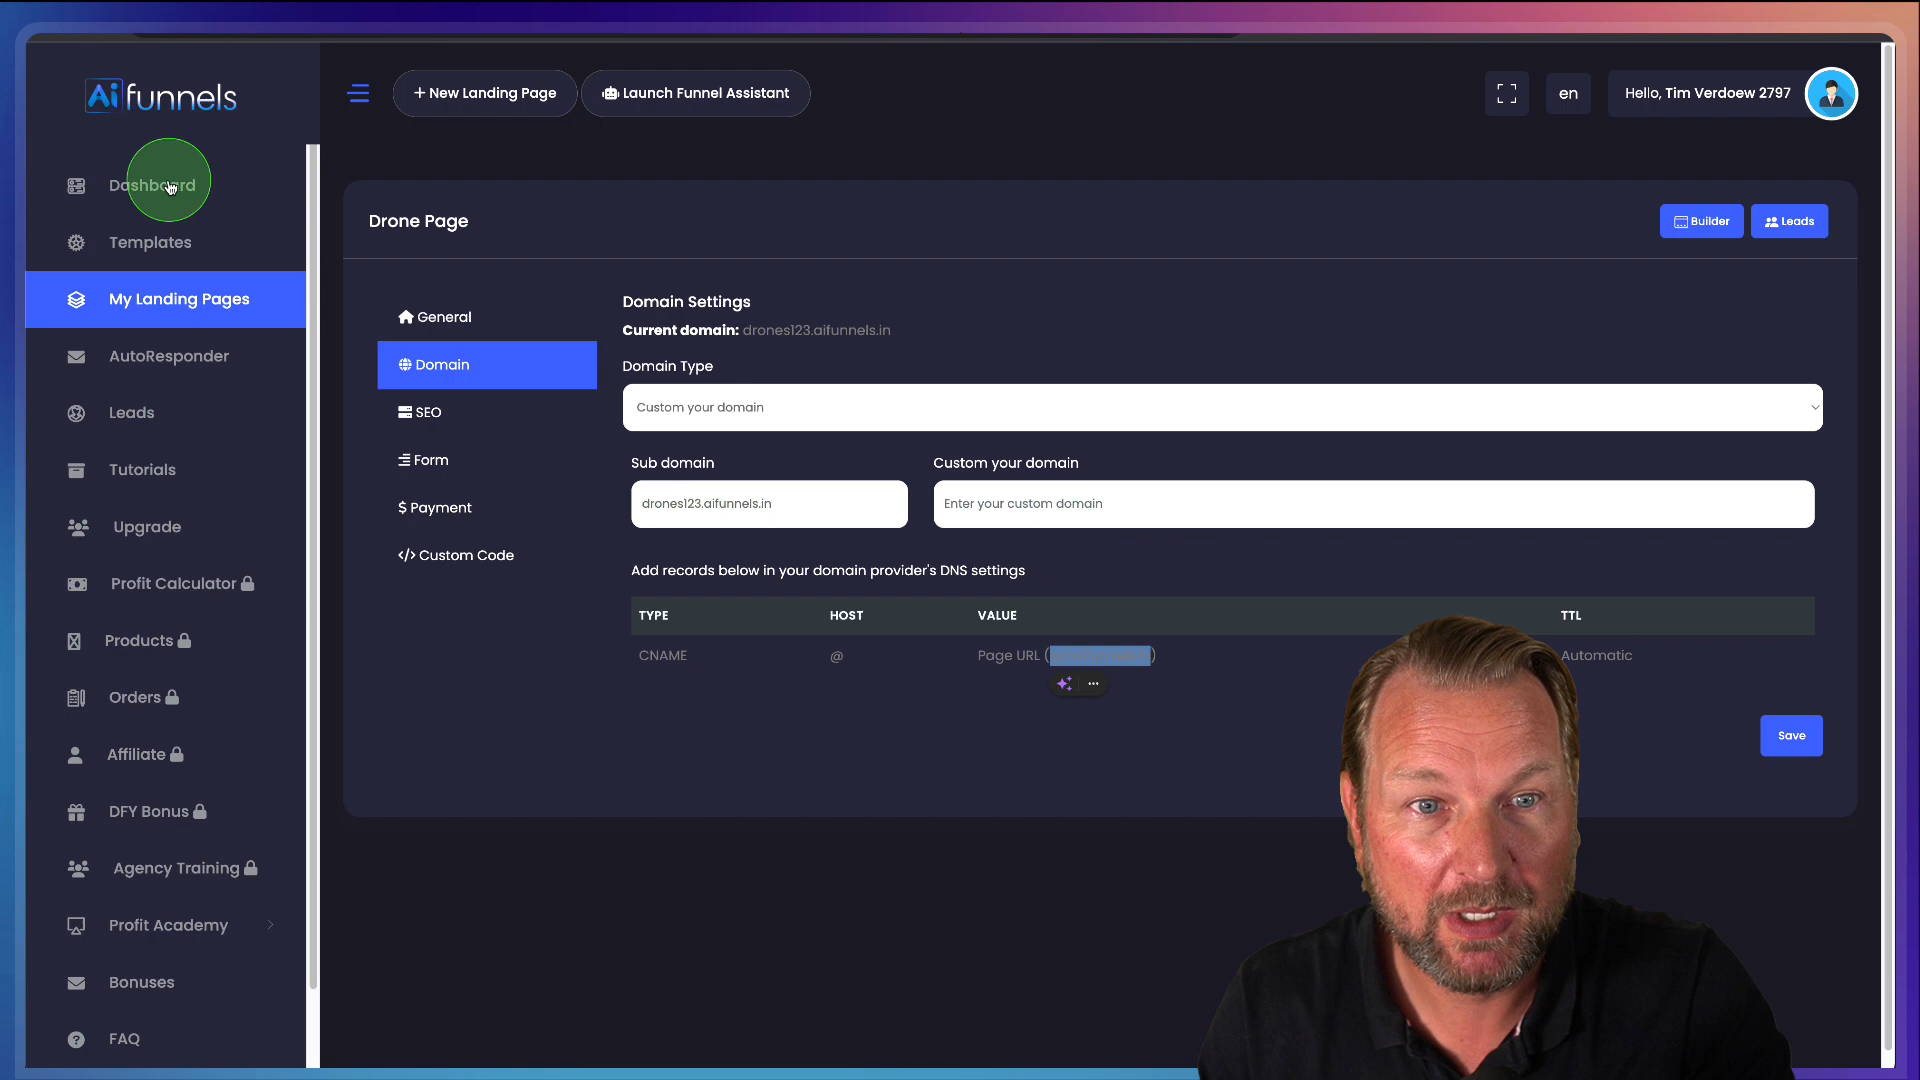 Aifunnels
+ New Landing Page
Launch Funnel Assistant
en
Hello, Tim Verdoew 2797
Dashboard
Templates
My Landing Pages
AutoResponder
Leads
Tutorials
Upgrade
Profit Calculator
Products
Orders
Affiliate
DFY Bonus
Agency Training
Profit Academy
Bonuses
FAQ
Drone Page
Builder
Leads
General
Domain
SEO
Form
$ Payment
</> Custom Code
Domain Settings
Current domain: drones123.aifunnels.in
Domain Type
Custom your domain
Sub domain
Custom your domain
drones123.aifunnels.in
Enter your custom domain
Add records below in your domain provider's DNS settings
TYPE HOST VALUE TTL
CNAME @ Page URL ( ) Automatic
Save